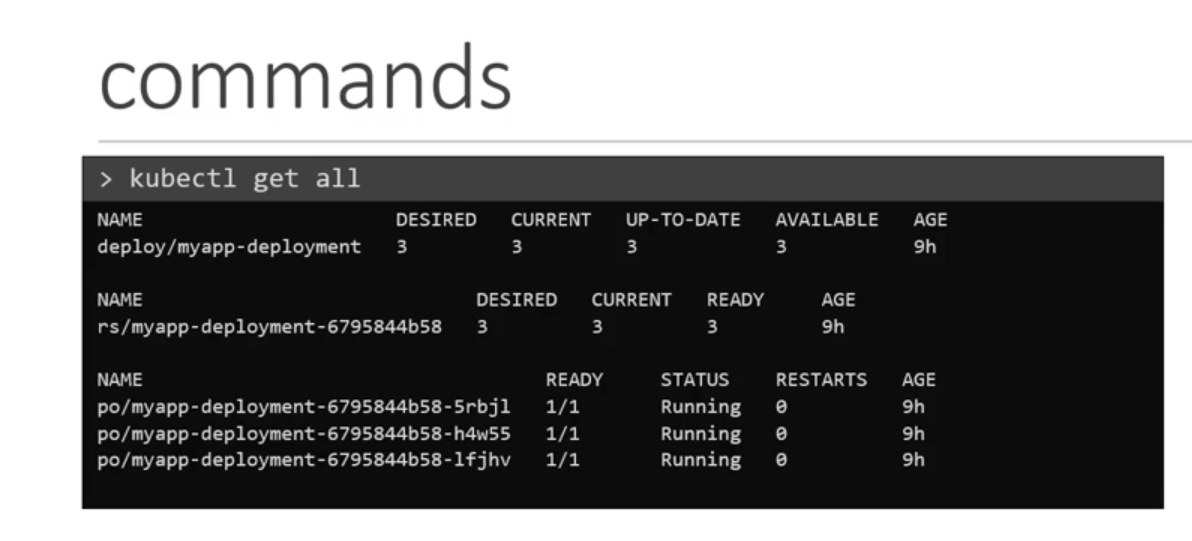 commands
> kubectl get all
NAME DESIRED CURRENT UP-TO-DATE AVAILABLE AGE
deploy/myapp-deployment 3 3 3 3 9h
NAME DESIRED CURRENT READY AGE
rs/myapp-deployment-6795844b58 3 3 3 9h
NAME READY STATUS RESTARTS AGE
po/myapp-deployment-6795844b58-5rbjl 1/1 Running 0 9h
po/myapp-deployment-6795844b58-h4w55 1/1 Running 0 9h
po/myapp-deployment-6795844b58-lfjhv 1/1 Running 0 9h